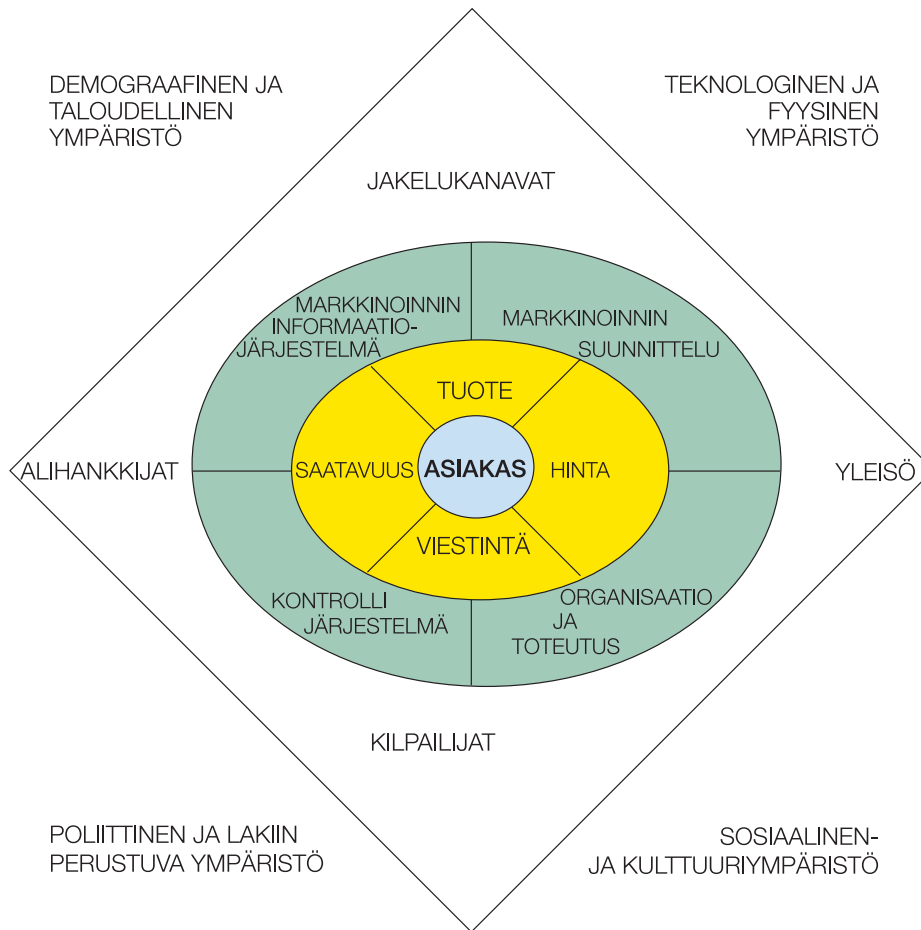 DEMOGRAAFINEN JA
TALOUDELLINEN
YMPÄRISTÖ
TEKNOLOGINEN JA
FYYSINEN
YMPÄRISTÖ
JAKELUKANAVAT
MARKKINOINNIN
INFORMAATIO-
JÄRJESTELMÄ
MARKKINOINNIN
SUUNNITTELU
TUOTE
ALIHANKKIJAT
SAATAVUUS
ASIAKAS
HINTA
YLEISÖ
VIESTINTÄ
KONTROLLI
JÄRJESTELMÄ
ORGANISAATIO
JA
TOTEUTUS
KILPAILIJAT
POLIITTINEN JA LAKIIN
PERUSTUVA YMPÄRISTÖ
SOSIAALINEN-
JA KULTTUURIYMPÄRISTÖ